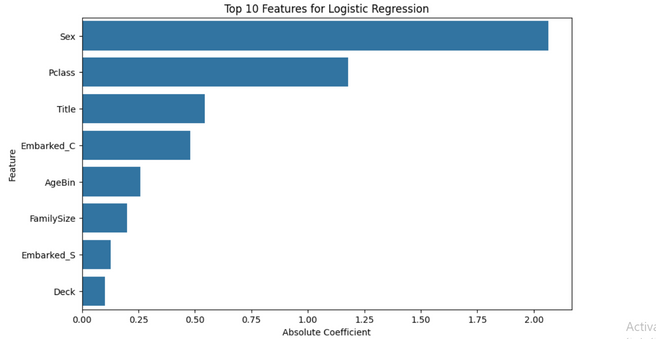 Top 10 Features for Logistic Regression
Sex
Pclass
Title
Embarked_C
AgeBin
FamilySize
Embarked_S
Deck
Feature
0.00 0.25 0.50 0.75 1.00 1.25 1.50 1.75 2.00
Absolute Coefficient
Activa